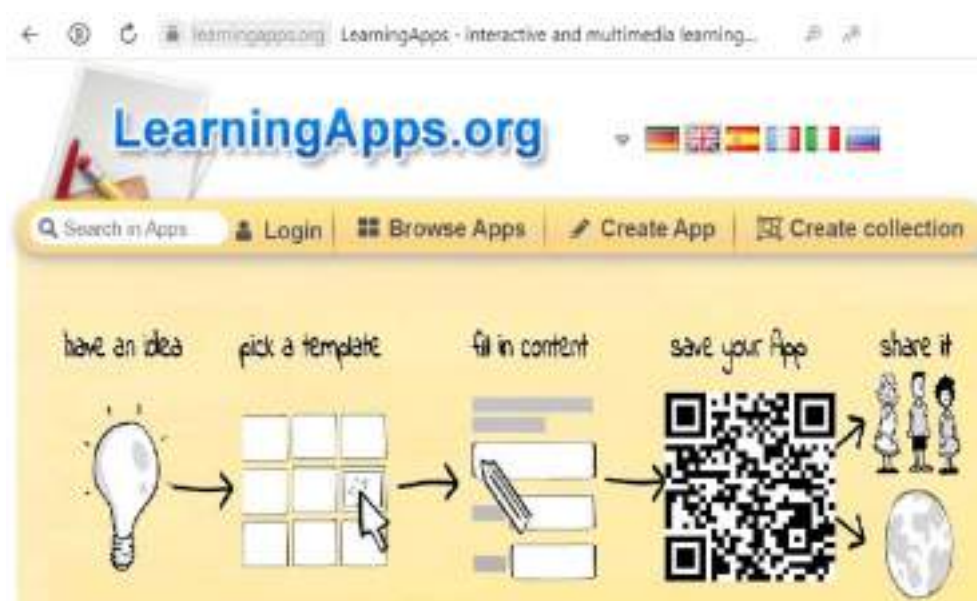 learningapps.org LearningApps - interactive and multimedia learning...
LearningApps.org
Search in Apps Login Browse Apps Create App Create collection
have an idea pick a template fill in content save your App share it